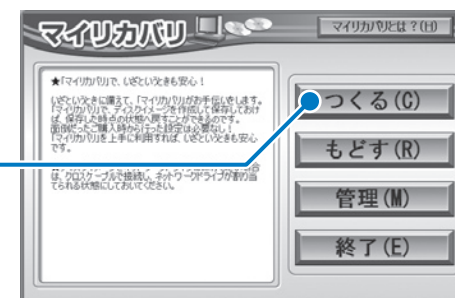 マイリカバリ
マイリカバリとは?(H)
★「マイリカバリ」で、いざというときも安心!
いざというときに備えて、「マイリカバリ」がお手伝いをします。
「マイリカバリ」で、ディスクイメージを作成して保存しておけ
ば、保存した時点の状態へ戻すことができるのです。
面倒だったご購入時から行った設定は必要なし!
「マイリカバリ」を上手に利用すれば、いざというときも安心
です。
は、クロスケーブルで接続し、ネットワークドライブが割り当
てられる状態にしておいてください。
つくる(C)
もどす(R)
管理(M)
終了(E)